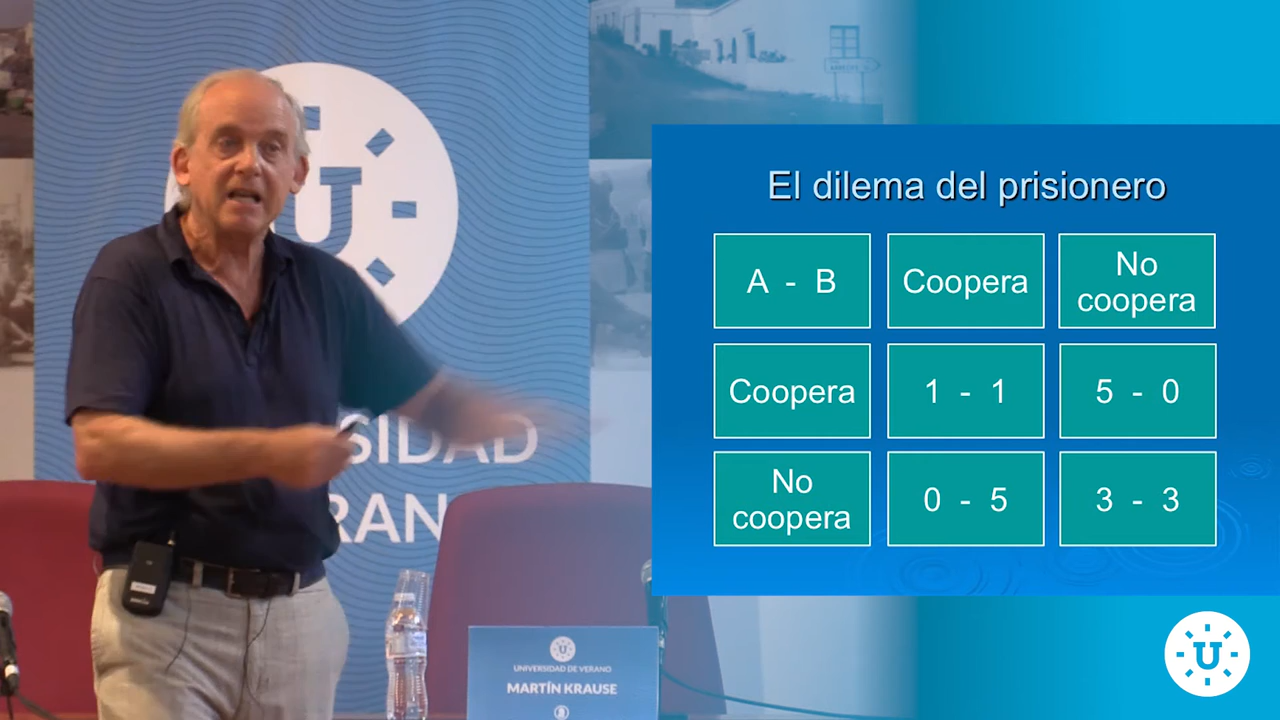 U
SIDAD
RAN
UNIVERSIDAD DE VERANO
MARTÍN KRAUSE
El dilema del prisionero
A - B
Coopera
No
coopera
Coopera
1 - 1
5 - 0
No
coopera
0 - 5
3 - 3
U